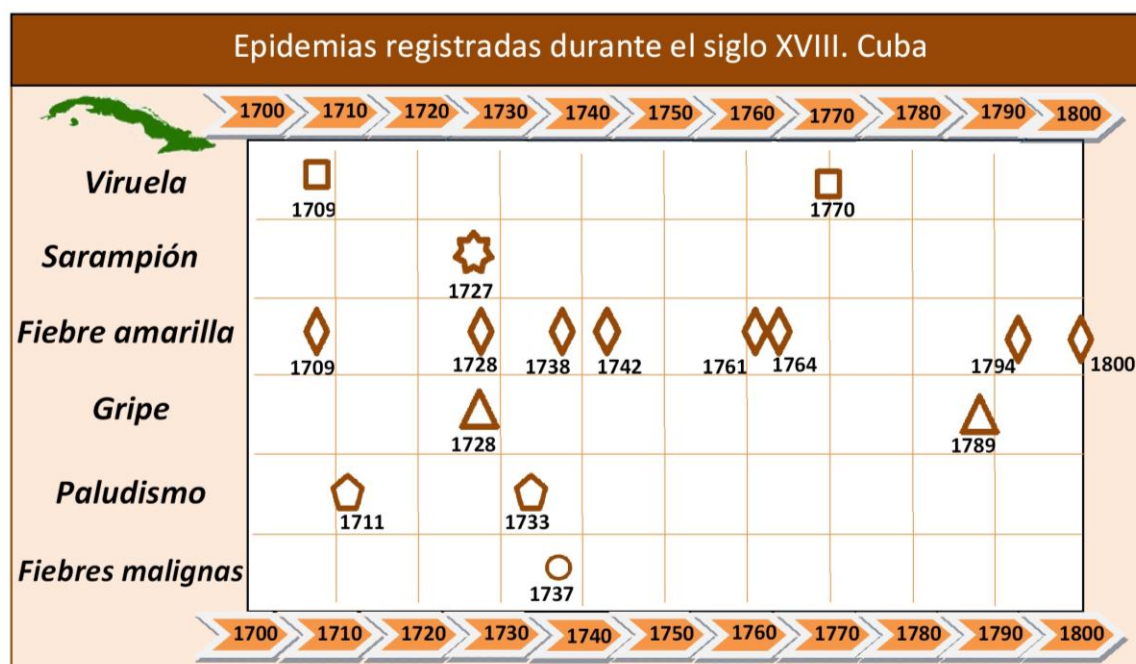 Epidemias registradas durante el siglo XVIII. Cuba
1700 1710 1720 1730 1740 1750 1760 1770 1780 1790 1800
Viruela
1709 1770
Sarampión
1727
Fiebre amarilla
1709 1728 1738 1742 1761 1764 1794 1800
Gripe
1728 1789
Paludismo
1711 1733
Fiebres malignas
1737
1700 1710 1720 1730 1740 1750 1760 1770 1780 1790 1800